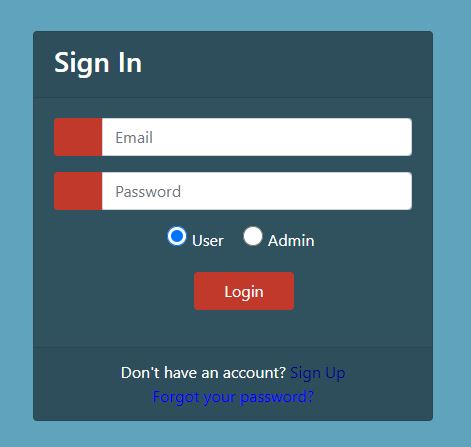 Sign In
Email
Password
User Admin
Login
Don't have an account? Sign Up
Forgot your password?